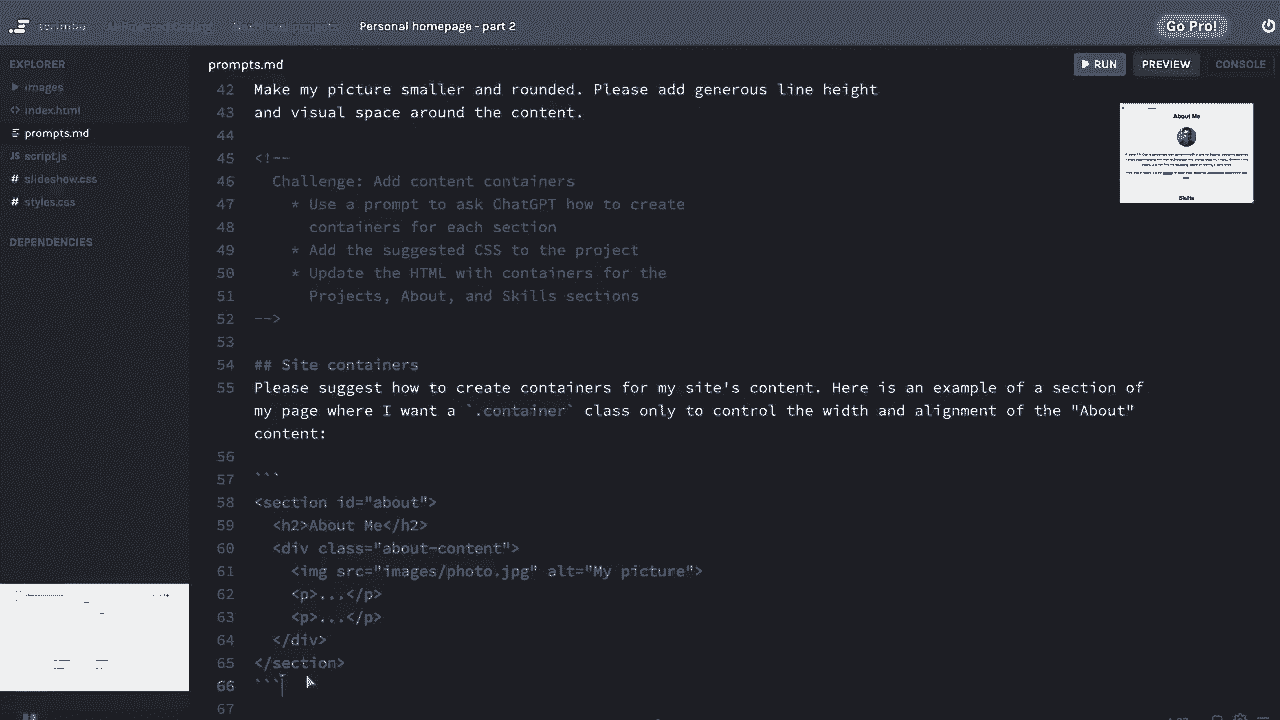 Personal homepage - part 2
Go Pro!
EXPLORER
images
index.html
prompts.md
JS script.js
# slideshow.css
# styles.css
DEPENDENCIES
prompts.md
RUN
PREVIEW
CONSOLE
42 Make my picture smaller and rounded. Please add generous line height
43 and visual space around the content.
44
45 <!--
46 Challenge: Add content containers
47 * Use a prompt to ask ChatGPT how to create
48 containers for each section
49 * Add the suggested CSS to the project
50 * Update the HTML with containers for the
51 Projects, About, and Skills sections
52 -->
53
54 ## Site containers
55 Please suggest how to create containers for my site's content. Here is an example of a section of
my page where I want a `.container` class only to control the width and alignment of the "About"
content:
56
57 ```
58 <section id="about">
59 <h2>About Me</h2>
60 <div class="about-content">
61 <img src="images/photo.jpg" alt="My picture">
62 <p>...</p>
63 <p>...</p>
64 </div>
65 </section>
66 ```
67
About Me
Skills